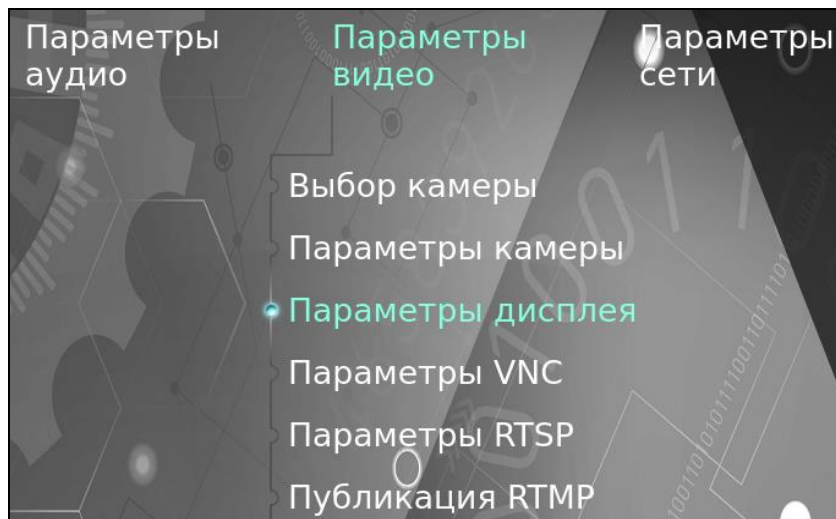 Параметры
аудио
Параметры
видео
Параметры
сети
Выбор камеры
Параметры камеры
Параметры дисплея
Параметры VNC
Параметры RTSP
Публикация RTMP